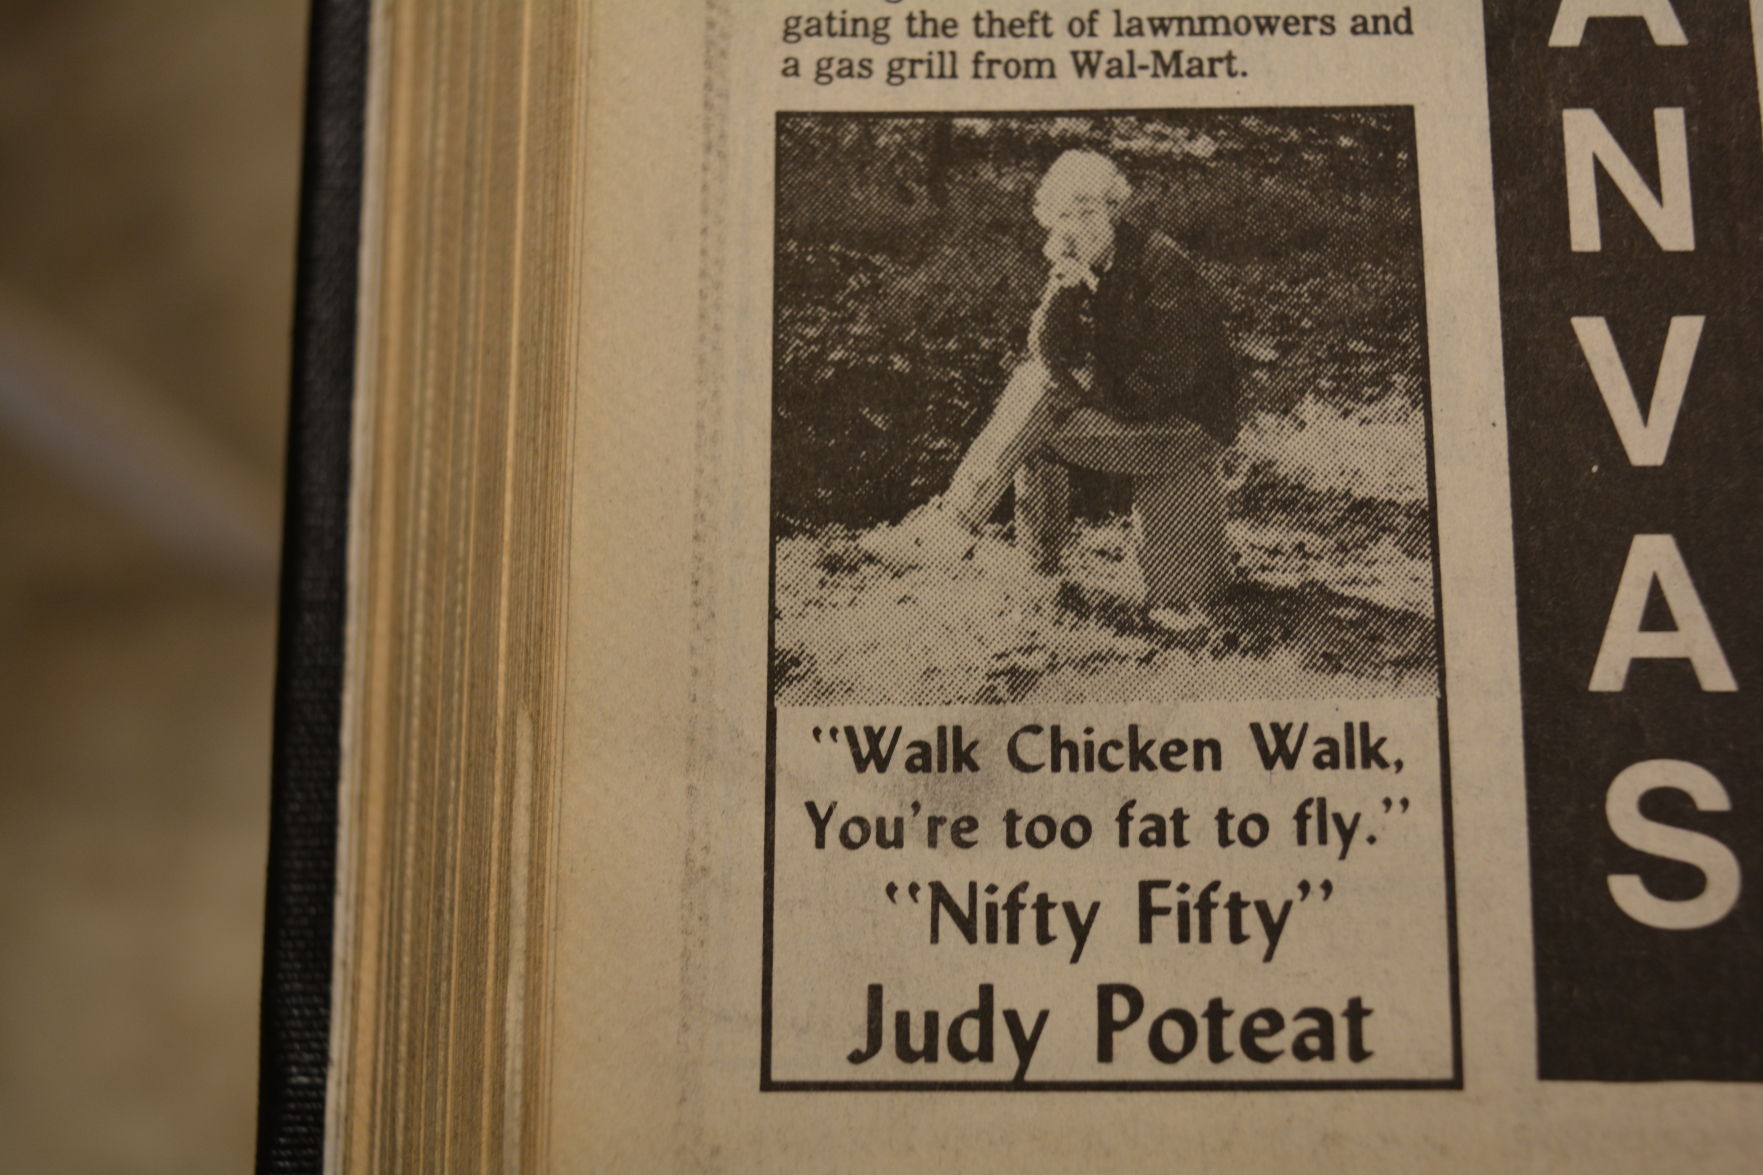 gating the theft of lawnmowers and
a gas grill from Wal-Mart.
“Walk Chicken Walk,
You’re too fat to fly.”
“Nifty Fifty”
Judy Poteat
A
N
V
A
S